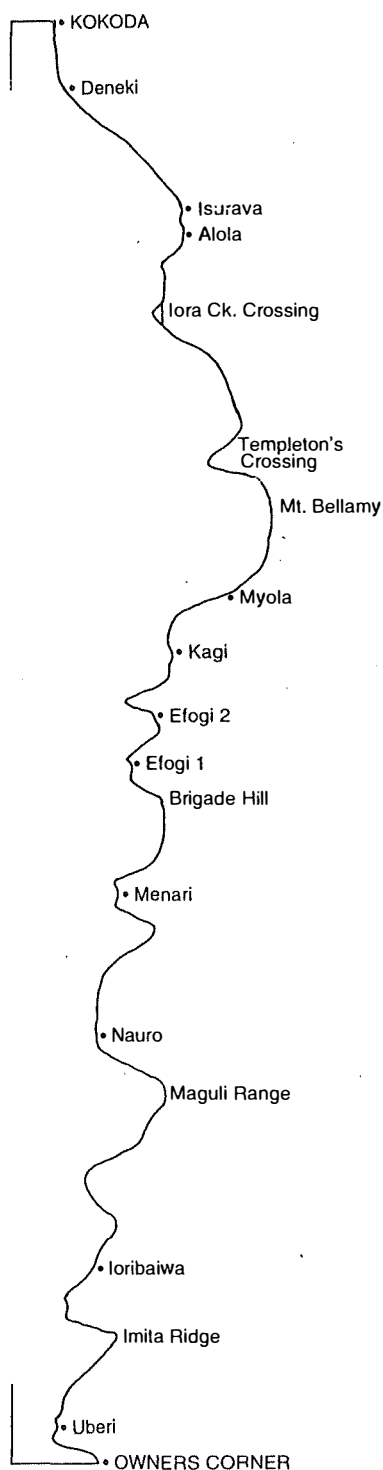 KOKODA
Deneki
Isurava
Alola
Iora Ck. Crossing
Templeton's
Crossing
Mt. Bellamy
Myola
Kagi
Efogi 2
Efogi 1
Brigade Hill
Menari
Nauro
Maguli Range
Ioribaiwa
Imita Ridge
Uberi
OWNERS CORNER